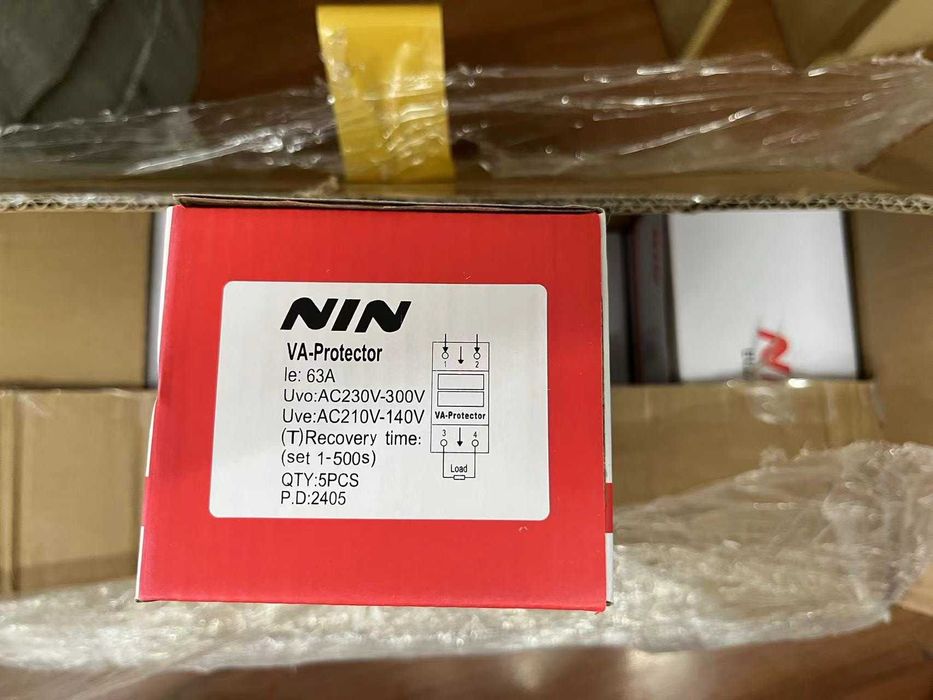 NIN
VA-Protector
Ie: 63A
Uvo:AC230V-300V
Uve:AC210V-140V
(T)Recovery time:
(set 1-500s)
QTY:5PCS
P.D:2405
1 2
VA-Protector
3 4
Load